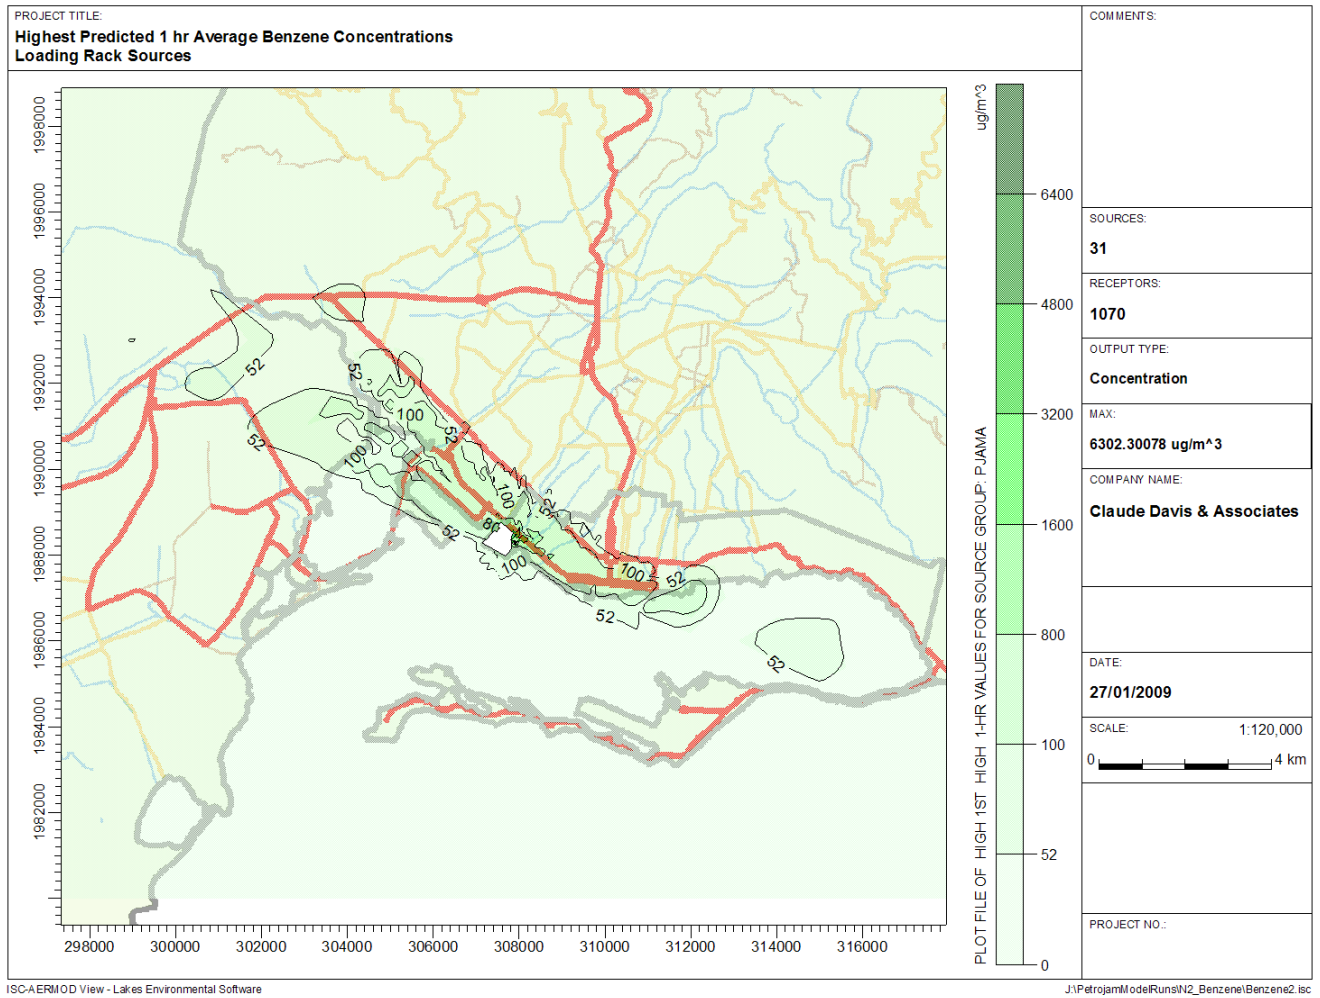 PROJECT TITLE:
Highest Predicted 1 hr Average Benzene Concentrations
Loading Rack Sources
COMMENTS:
SOURCES:
31
RECEPTORS:
1070
OUTPUT TYPE:
Concentration
MAX:
6302.30078 ug/m^3
COMPANY NAME:
Claude Davis & Associates
DATE:
27/01/2009
SCALE:
1:120,000
0
4 km
PROJECT NO.:
ug/m^3
6400
4800
3200
1600
800
100
52
0
PLOT FILE OF HIGH 1ST HIGH 1-HR VALUES FOR SOURCE GROUP: PJAMA
1998000
1996000
1994000
1992000
1990000
1988000
1986000
1984000
1982000
298000
300000
302000
304000
306000
308000
310000
312000
314000
316000
52
52
100
52
52
100
100
52
52
80
100
100
52
52
52
ISC-AERMOD View - Lakes Environmental Software
J:\PetrojamModelRuns\N2_Benzene\Benzene2.isc